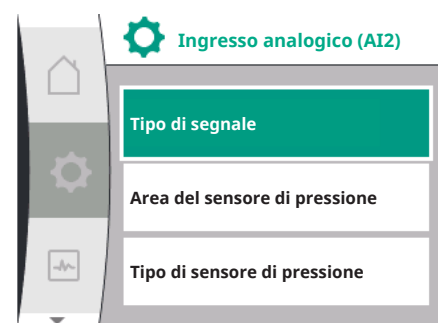 Ingresso analogico (AI2)
Tipo di segnale
Area del sensore di pressione
Tipo di sensore di pressione